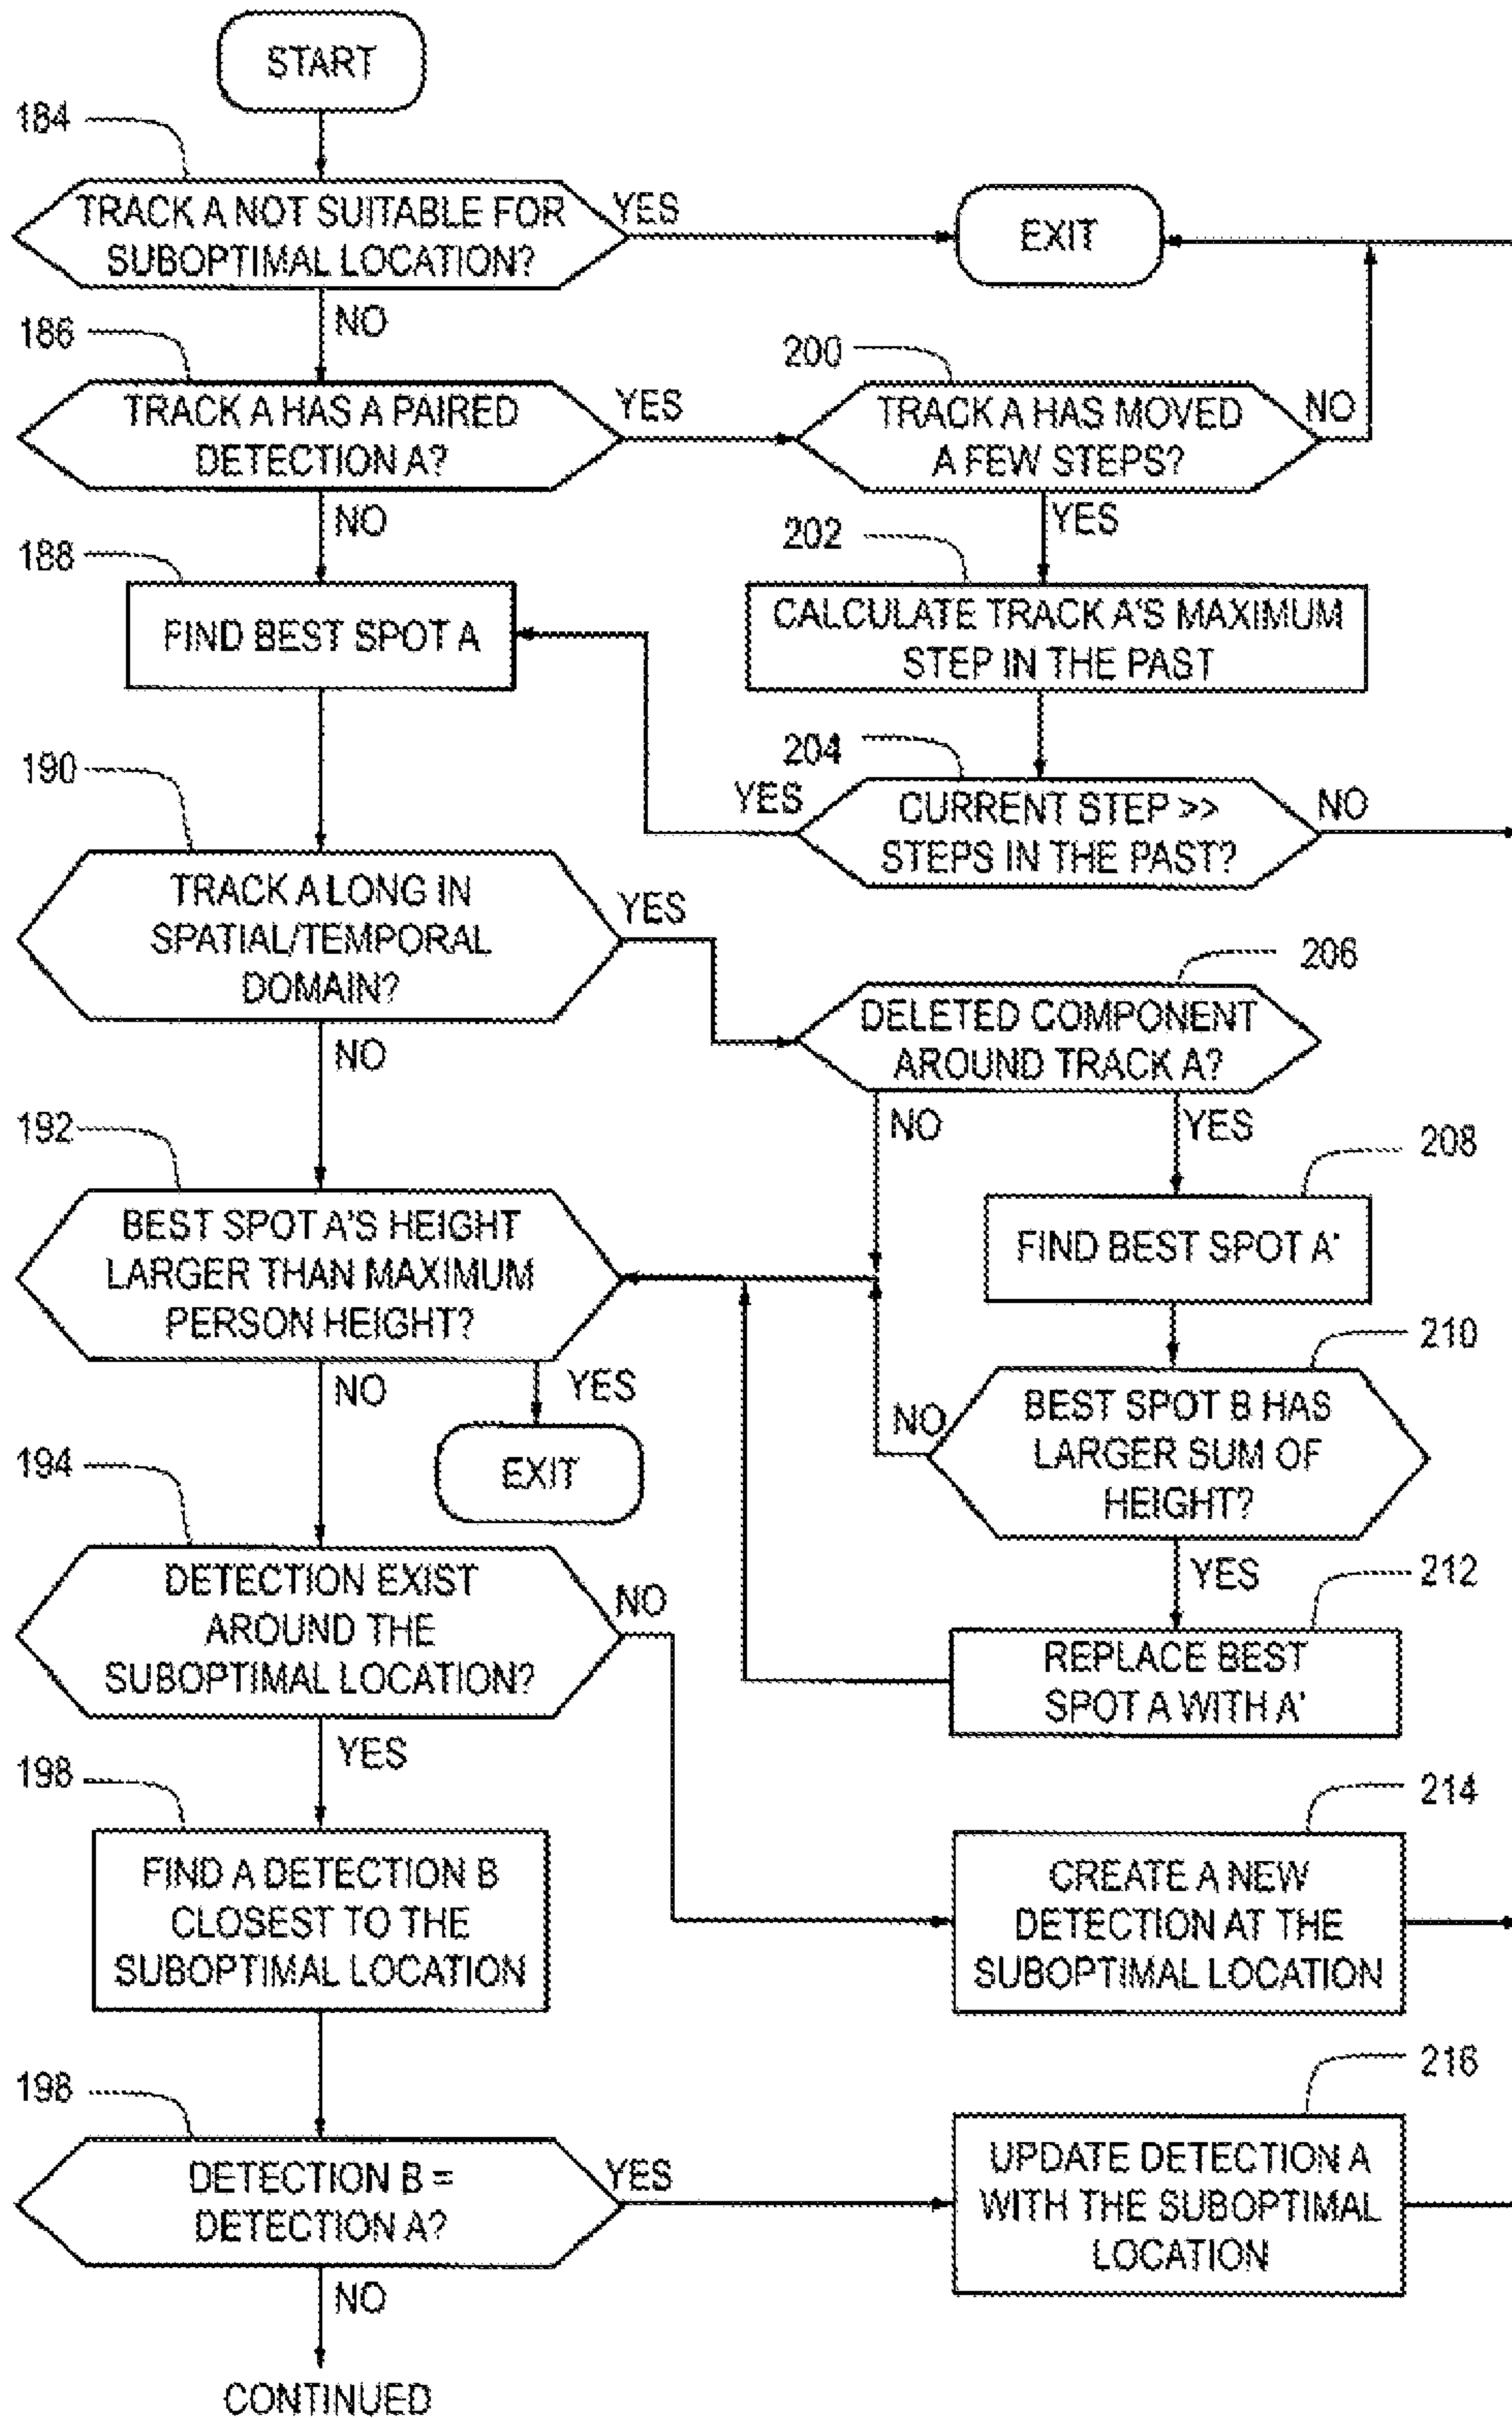 START
184
TRACK A NOT SUITABLE FOR
SUBOPTIMAL LOCATION?
YES
EXIT
NO
186
TRACK A HAS A PAIRED
DETECTION A?
YES
200
TRACK A HAS MOVED
A FEW STEPS?
NO
NO
YES
188
FIND BEST SPOT A
202
CALCULATE TRACK A'S MAXIMUM
STEP IN THE PAST
204
YES
CURRENT STEP >>
STEPS IN THE PAST?
NO
190
TRACK A LONG IN
SPATIAL/TEMPORAL
DOMAIN?
YES
NO
206
DELETED COMPONENT
AROUND TRACK A?
NO
YES
192
BEST SPOT A'S HEIGHT
LARGER THAN MAXIMUM
PERSON HEIGHT?
NO
YES
EXIT
208
FIND BEST SPOT A'
210
NO
BEST SPOT B HAS
LARGER SUM OF
HEIGHT?
YES
194
DETECTION EXIST
AROUND THE
SUBOPTIMAL LOCATION?
NO
YES
212
REPLACE BEST
SPOT A WITH A'
198
FIND A DETECTION B
CLOSEST TO THE
SUBOPTIMAL LOCATION
214
CREATE A NEW
DETECTION AT THE
SUBOPTIMAL LOCATION
198
DETECTION B =
DETECTION A?
YES
NO
216
UPDATE DETECTION A
WITH THE SUBOPTIMAL
LOCATION
CONTINUED